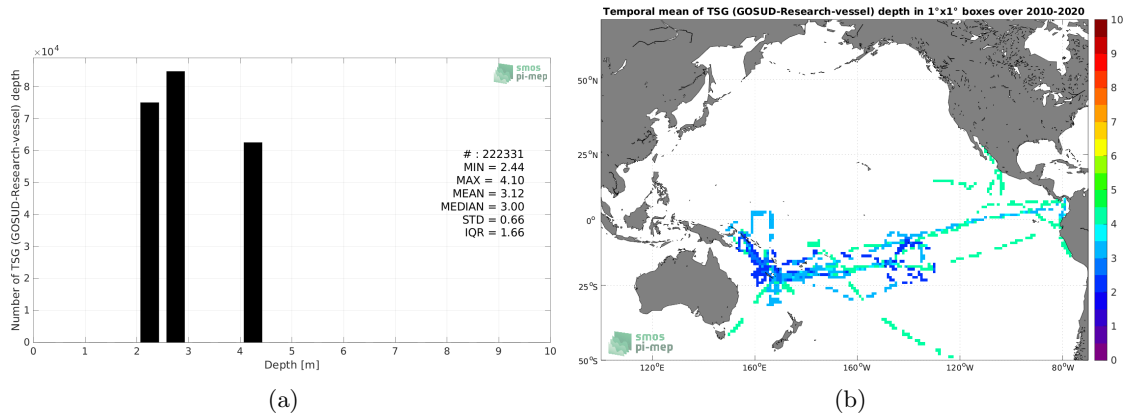 ×10⁴
8
7
6
5
4
3
2
1
0
Number of TSG (GOSUD-Research-vessel) depth
smos
pi-mep
# : 222331
MIN = 2.44
MAX = 4.10
MEAN = 3.12
MEDIAN = 3.00
STD = 0.66
IQR = 1.66
0 1 2 3 4 5 6 7 8 9 10
Depth [m]
(a)
Temporal mean of TSG (GOSUD-Research-vessel) depth in 1°x1° boxes over 2010-2020
50°N
25°N
0°
25°S
50°S
smos
pi-mep
120°E 160°E 160°W 120°W 80°W
10
9
8
7
6
5
4
3
2
1
0
(b)